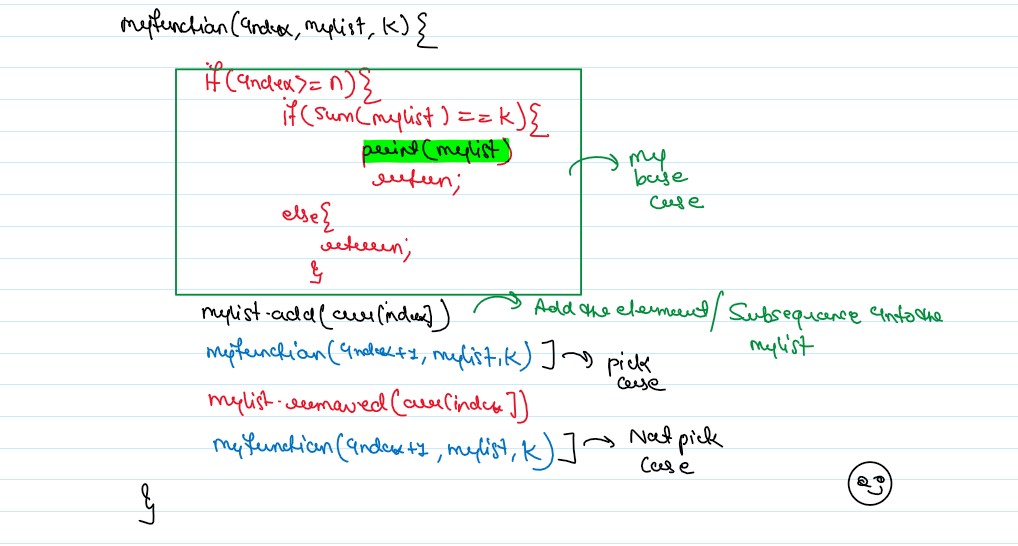 myfunction(index, mylist, k){
if(index>=n){
if(sum(mylist)==k){
print(mylist)
return;
my
base
case
else{
return;
}
mylist.add(arr[index])
Add the element/Subsequence into the
mylist
myfunction(index+1, mylist, k)] → pick
case
mylist.removed(arr[index])
myfunction(index+1, mylist, k)] → Not pick
case
}